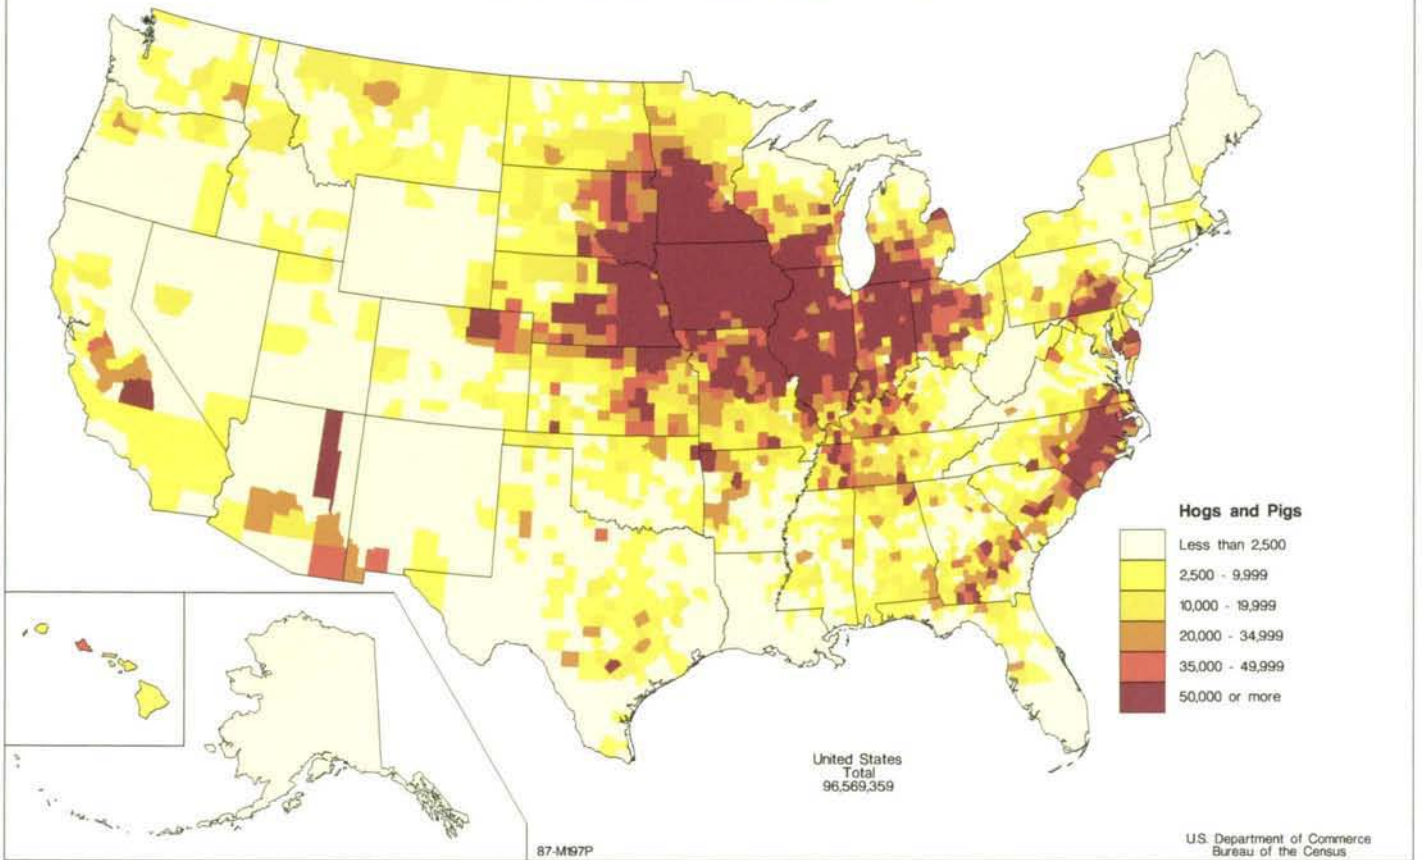 Hogs and Pigs
Less than 2,500
2,500 - 9,999
10,000 - 19,999
20,000 - 34,999
35,000 - 49,999
50,000 or more
United States
Total
96,569,359
87-M197P
U.S. Department of Commerce
Bureau of the Census